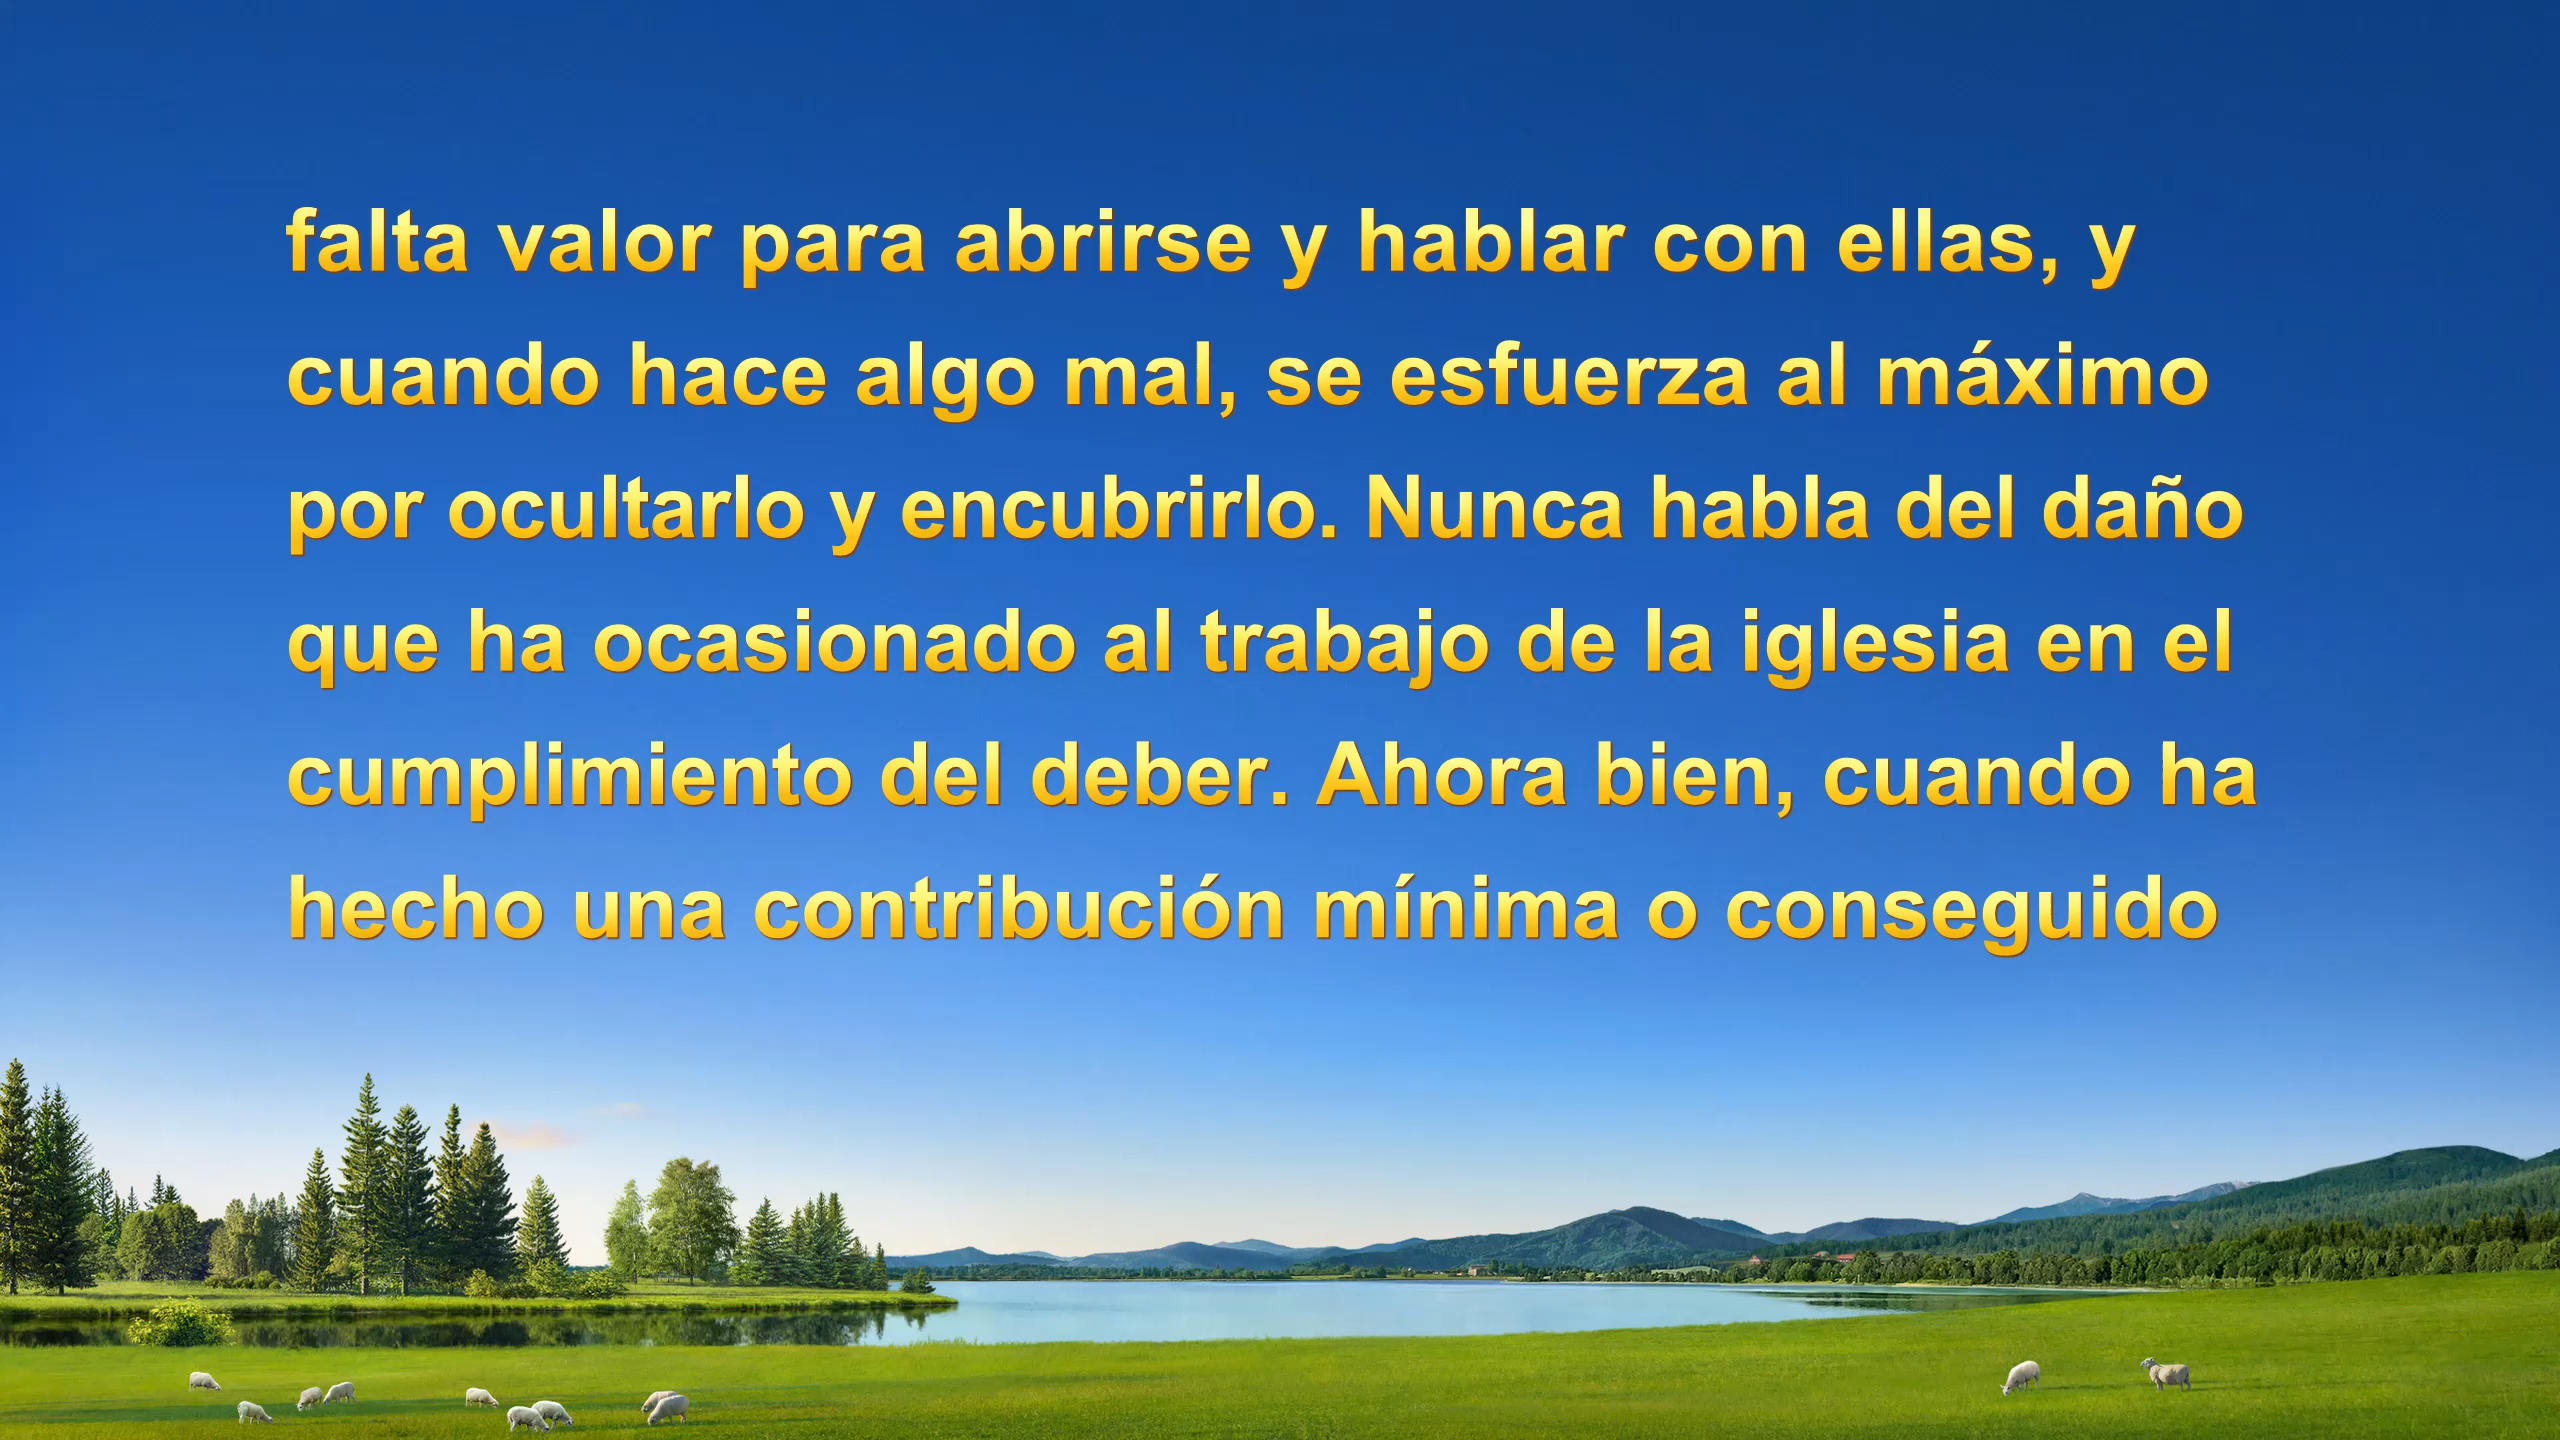 falta valor para abrirse y hablar con ellas, y
cuando hace algo mal, se esfuerza al máximo
por ocultarlo y encubrirlo. Nunca habla del daño
que ha ocasionado al trabajo de la iglesia en el
cumplimiento del deber. Ahora bien, cuando ha
hecho una contribución mínima o conseguido